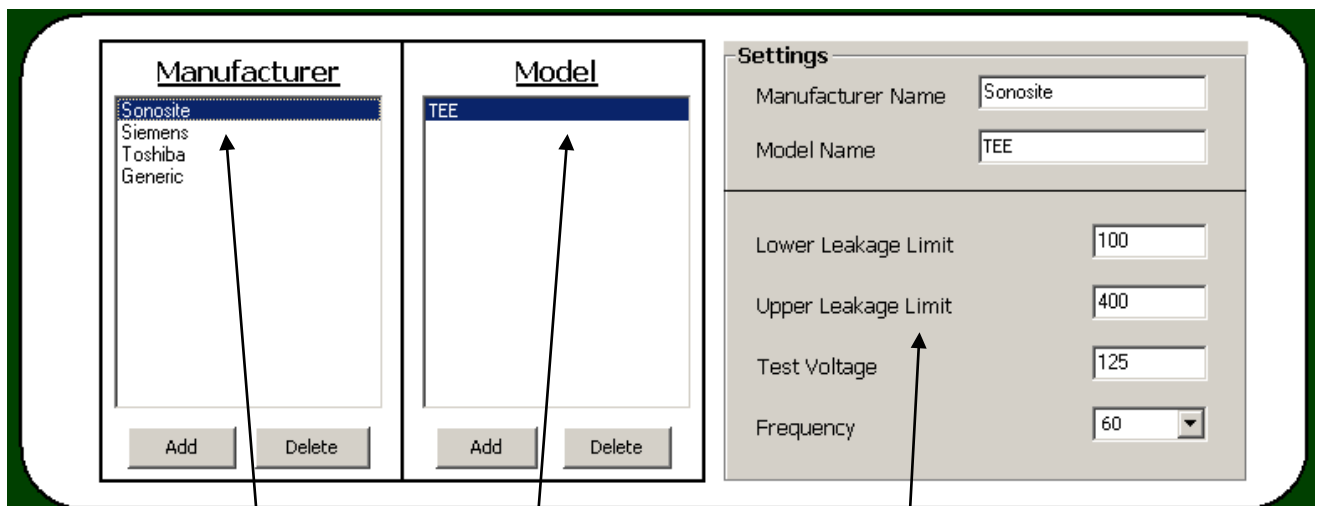 Manufacturer
Sonosite
Siemens
Toshiba
Generic
Add Delete
Model
TEE
Add Delete
Settings
Manufacturer Name Sonosite
Model Name TEE
Lower Leakage Limit 100
Upper Leakage Limit 400
Test Voltage 125
Frequency 60